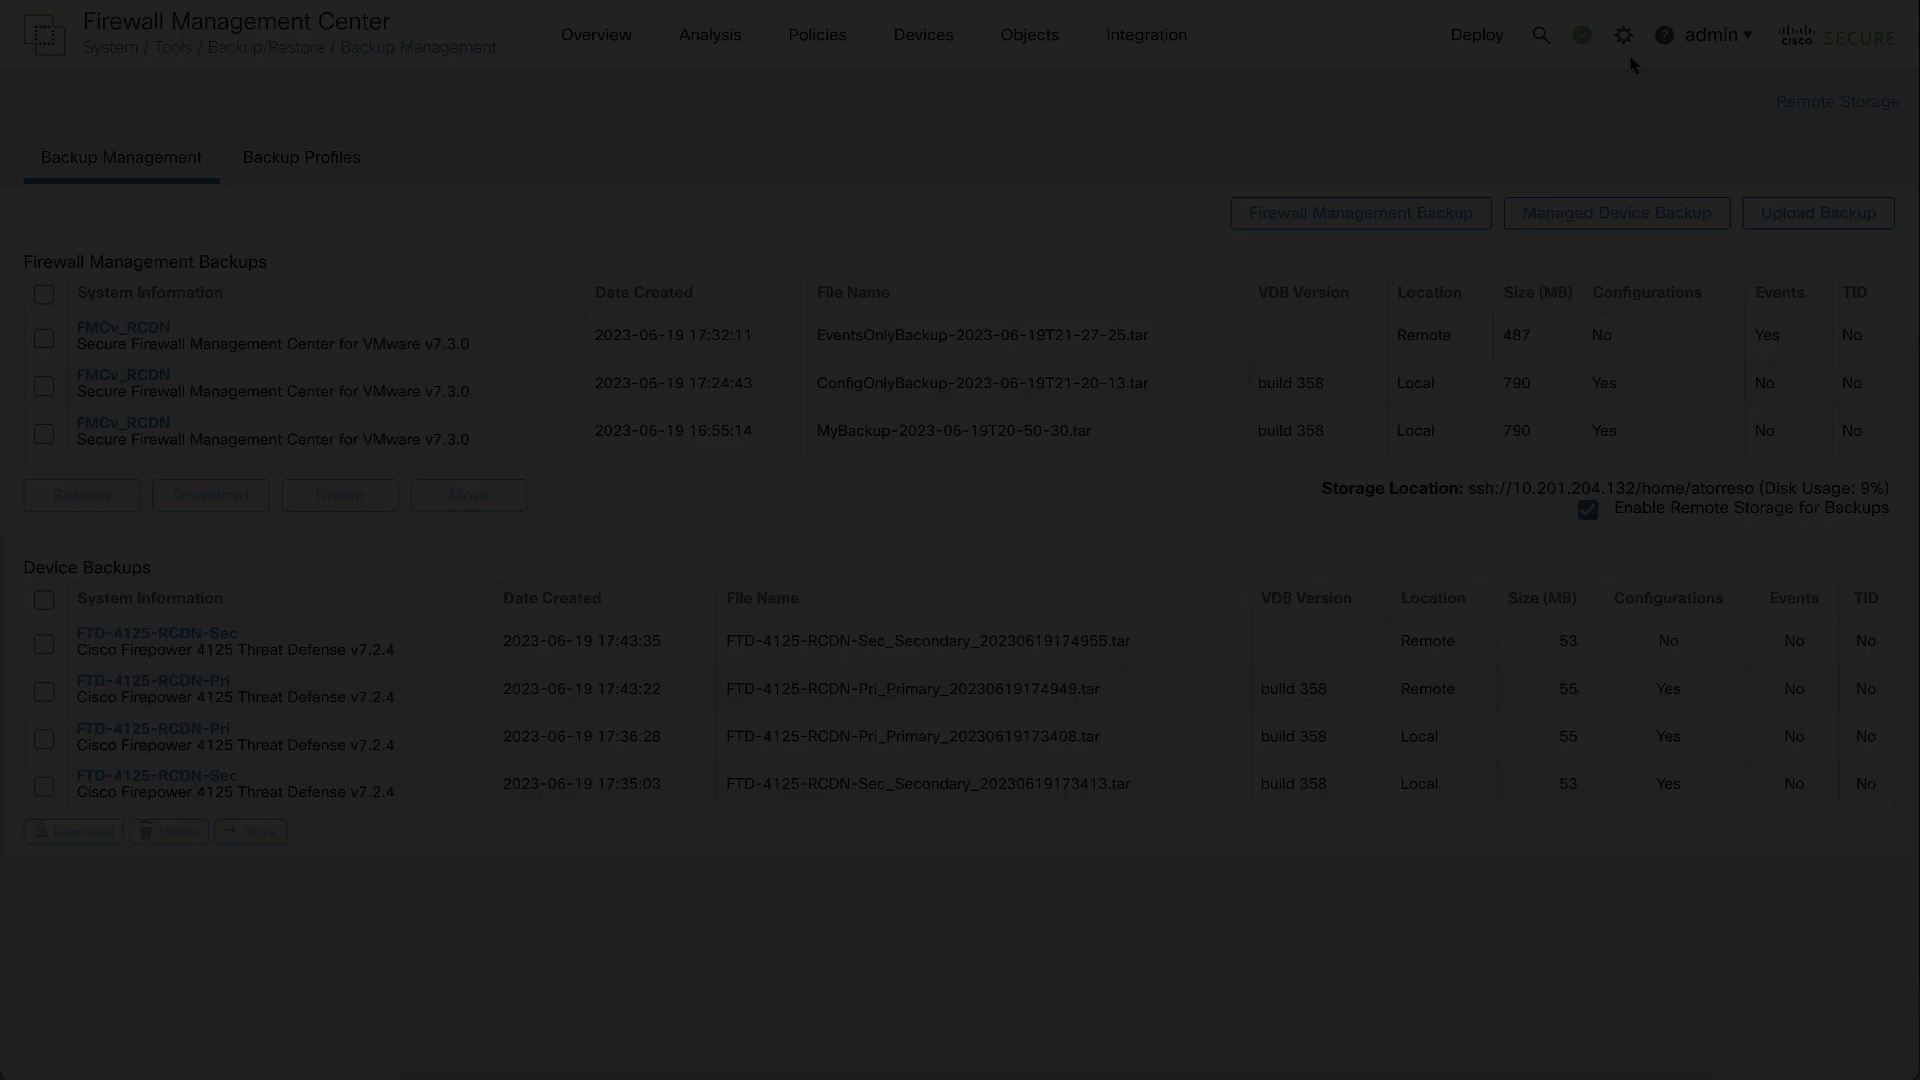 Firewall Management Center
System / Tools / Backup/Restore / Backup Management
Overview Analysis Policies Devices Objects Integration
Deploy admin
cisco SECURE
Remote Storage
Backup Management Backup Profiles
Firewall Management Backup Managed Device Backup Upload Backup
Firewall Management Backups
System Information Date Created File Name VDB Version Location Size (MB) Configurations Events TID
FMCv_RCDN
Secure Firewall Management Center for VMware v7.3.0 2023-06-19 17:32:11 EventsOnlyBackup-2023-06-19T21-27-25.tar Remote 487 No Yes No
FMCv_RCDN
Secure Firewall Management Center for VMware v7.3.0 2023-06-19 17:24:43 ConfigOnlyBackup-2023-06-19T21-20-13.tar build 358 Local 790 Yes No No
FMCv_RCDN
Secure Firewall Management Center for VMware v7.3.0 2023-06-19 16:55:14 MyBackup-2023-06-19T20-50-30.tar build 358 Local 790 Yes No No
Restore Download Delete Move
Storage Location: ssh://10.201.204.132/home/atorreso (Disk Usage: 9%)
Enable Remote Storage for Backups
Device Backups
System Information Date Created File Name VDB Version Location Size (MB) Configurations Events TID
FTD-4125-RCDN-Sec
Cisco Firepower 4125 Threat Defense v7.2.4 2023-06-19 17:43:35 FTD-4125-RCDN-Sec_Secondary_20230619174955.tar Remote 53 No No No
FTD-4125-RCDN-Pri
Cisco Firepower 4125 Threat Defense v7.2.4 2023-06-19 17:43:22 FTD-4125-RCDN-Pri_Primary_20230619174949.tar build 358 Remote 55 Yes No No
FTD-4125-RCDN-Pri
Cisco Firepower 4125 Threat Defense v7.2.4 2023-06-19 17:36:28 FTD-4125-RCDN-Pri_Primary_20230619173408.tar build 358 Local 55 Yes No No
FTD-4125-RCDN-Sec
Cisco Firepower 4125 Threat Defense v7.2.4 2023-06-19 17:35:03 FTD-4125-RCDN-Sec_Secondary_20230619173413.tar build 358 Local 53 Yes No No
Download Delete Move